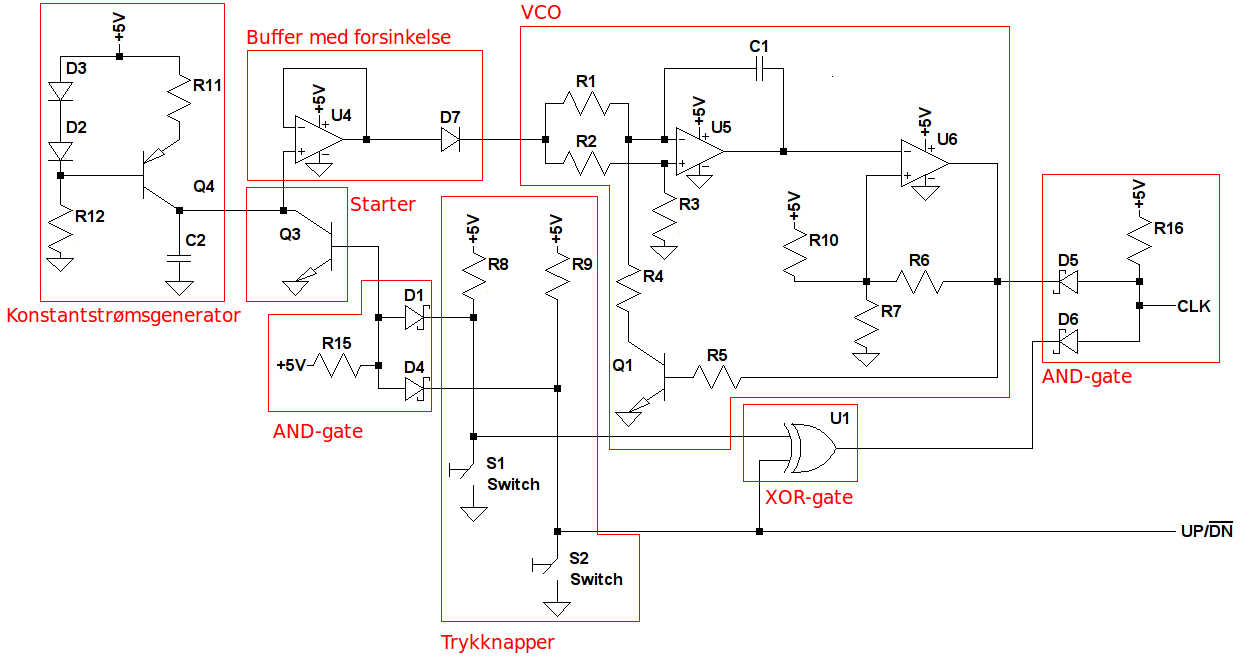 VCO
+5V
Buffer med forsinkelse
C1
D3
R11
+5V
U4
R1
+5V
U5
+5V
U6
D2
D7
R2
Q4
+5V
R12
Starter
+5V
+5V
R3
+5V
R16
C2
Q3
R10
R8
R9
R4
R6
D5
Konstantstrømsgenerator
D1
R7
CLK
D6
R15
+5V
D4
Q1
R5
AND-gate
AND-gate
U1
S1
Switch
XOR-gate
UP/DN
S2
Switch
Trykknapper